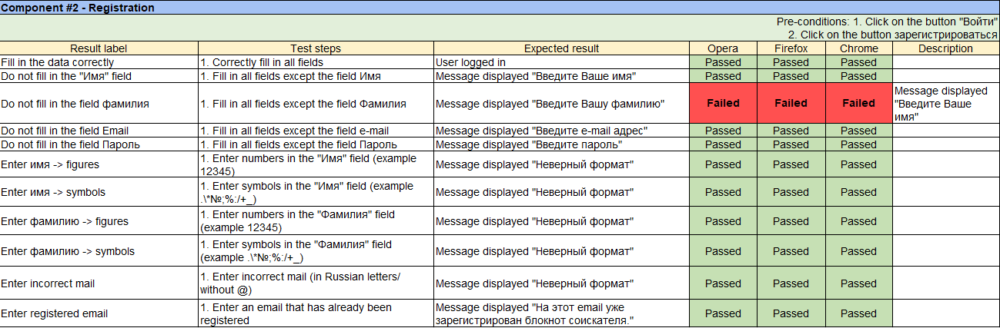 Component #2 - Registration
Pre-conditions: 1. Click on the button "Войти"
2. Click on the button зарегистрироваться
Result label Test steps Expected result Opera Firefox Chrome Description
Fill in the data correctly 1. Correctly fill in all fields User logged in Passed Passed Passed
Do not fill in the "Имя" field 1. Fill in all fields except the field Имя Message displayed "Введите Ваше имя" Passed Passed Passed
Do not fill in the field фамилия 1. Fill in all fields except the field Фамилия Message displayed "Введите Вашу фамилию" Failed Failed Failed Message displayed
"Введите Ваше
имя"
Do not fill in the field Email 1. Fill in all fields except the field e-mail Message displayed "Введите e-mail адрес" Passed Passed Passed
Do not fill in the field Пароль 1. Fill in all fields except the field Пароль Message displayed "Введите пароль" Passed Passed Passed
Enter имя -> figures 1. Enter numbers in the "Имя" field (example
12345) Message displayed "Неверный формат" Passed Passed Passed
Enter имя -> symbols 1. Enter symbols in the "Имя" field (example
.\*№;%:/+_) Message displayed "Неверный формат" Passed Passed Passed
Enter фамилию -> figures 1. Enter numbers in the "Фамилия" field
(example 12345) Message displayed "Неверный формат" Passed Passed Passed
Enter фамилию -> symbols 1. Enter symbols in the "Фамилия" field
(example .\*№;%:/+_) Message displayed "Неверный формат" Passed Passed Passed
Enter incorrect mail 1. Enter incorrect mail (in Russian letters/
without @) Message displayed "Неверный формат" Passed Passed Passed
Enter registered email 1. Enter an email that has already been
registered Message displayed "На этот email уже
зарегистрирован блокнот соискателя." Passed Passed Passed